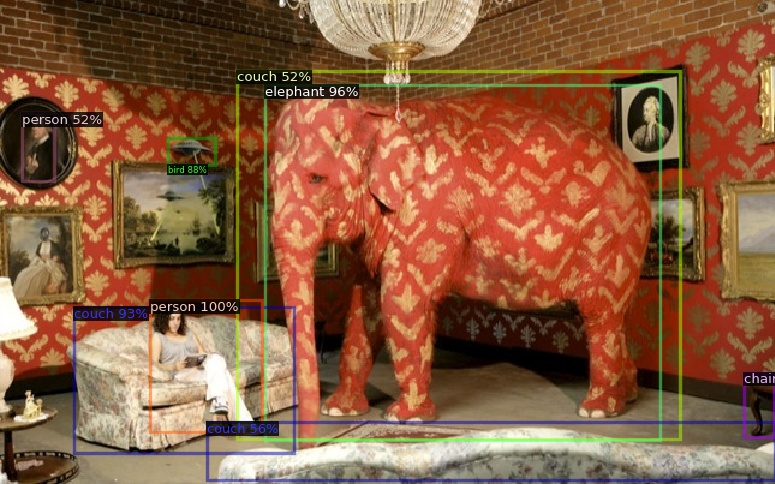 couch 52%
elephant 96%
person 52%
bird 88%
person 100%
couch 93%
chair
couch 56%